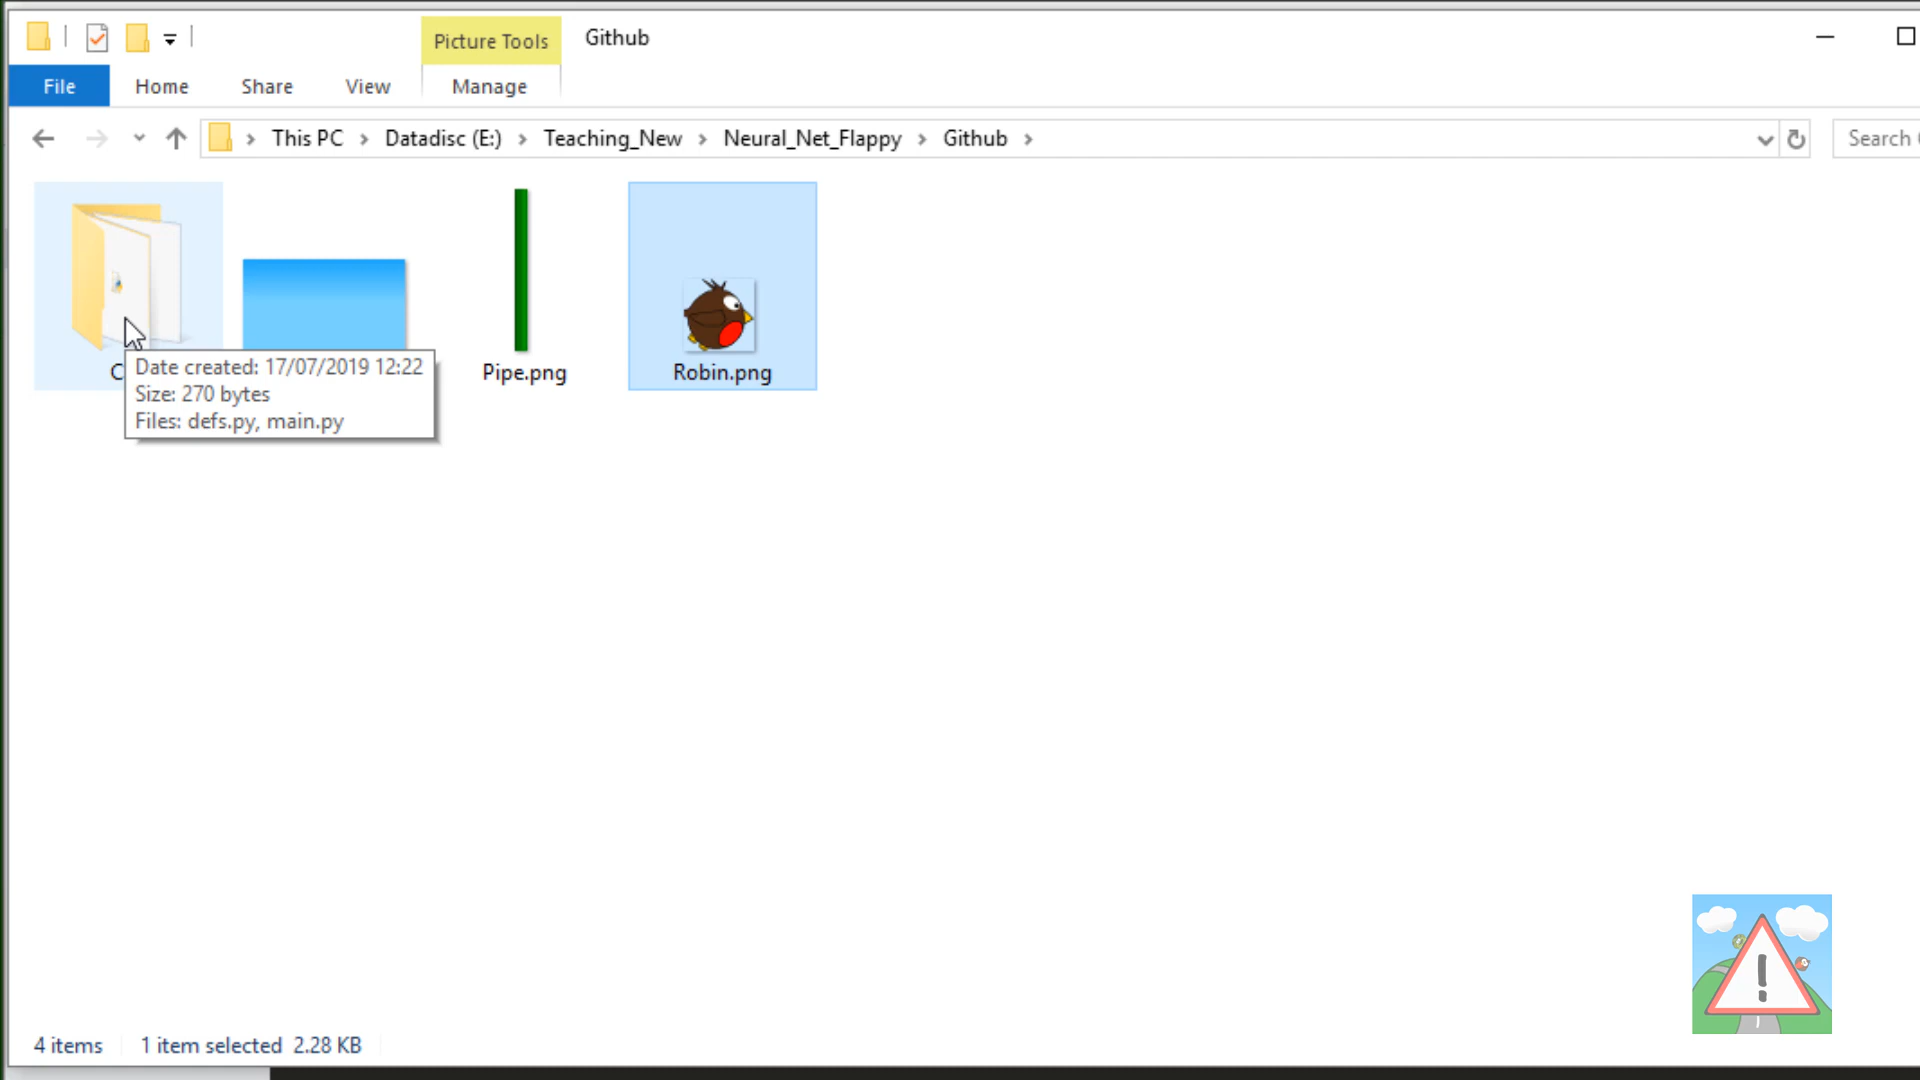 Picture Tools
Github
File
Home
Share
View
Manage
This PC
Datadisc (E:)
Teaching_New
Neural_Net_Flappy
Github
Search
Pipe.png
Robin.png
Date created: 17/07/2019 12:22
Size: 270 bytes
Files: defs.py, main.py
4 items
1 item selected 2.28 KB